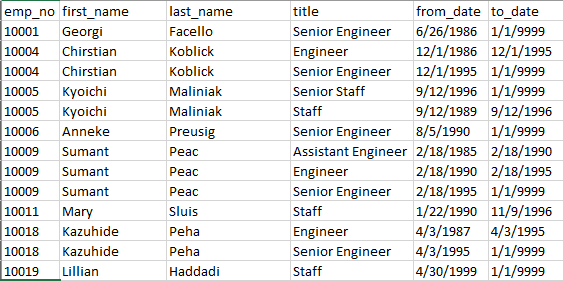 emp_no first_name last_name title from_date to_date
10001 Georgi Facello Senior Engineer 6/26/1986 1/1/9999
10004 Chirstian Koblick Engineer 12/1/1986 12/1/1995
10004 Chirstian Koblick Senior Engineer 12/1/1995 1/1/9999
10005 Kyoichi Maliniak Senior Staff 9/12/1996 1/1/9999
10005 Kyoichi Maliniak Staff 9/12/1989 9/12/1996
10006 Anneke Preusig Senior Engineer 8/5/1990 1/1/9999
10009 Sumant Peac Assistant Engineer 2/18/1985 2/18/1990
10009 Sumant Peac Engineer 2/18/1990 2/18/1995
10009 Sumant Peac Senior Engineer 2/18/1995 1/1/9999
10011 Mary Sluis Staff 1/22/1990 11/9/1996
10018 Kazuhide Peha Engineer 4/3/1987 4/3/1995
10018 Kazuhide Peha Senior Engineer 4/3/1995 1/1/9999
10019 Lillian Haddadi Staff 4/30/1999 1/1/9999